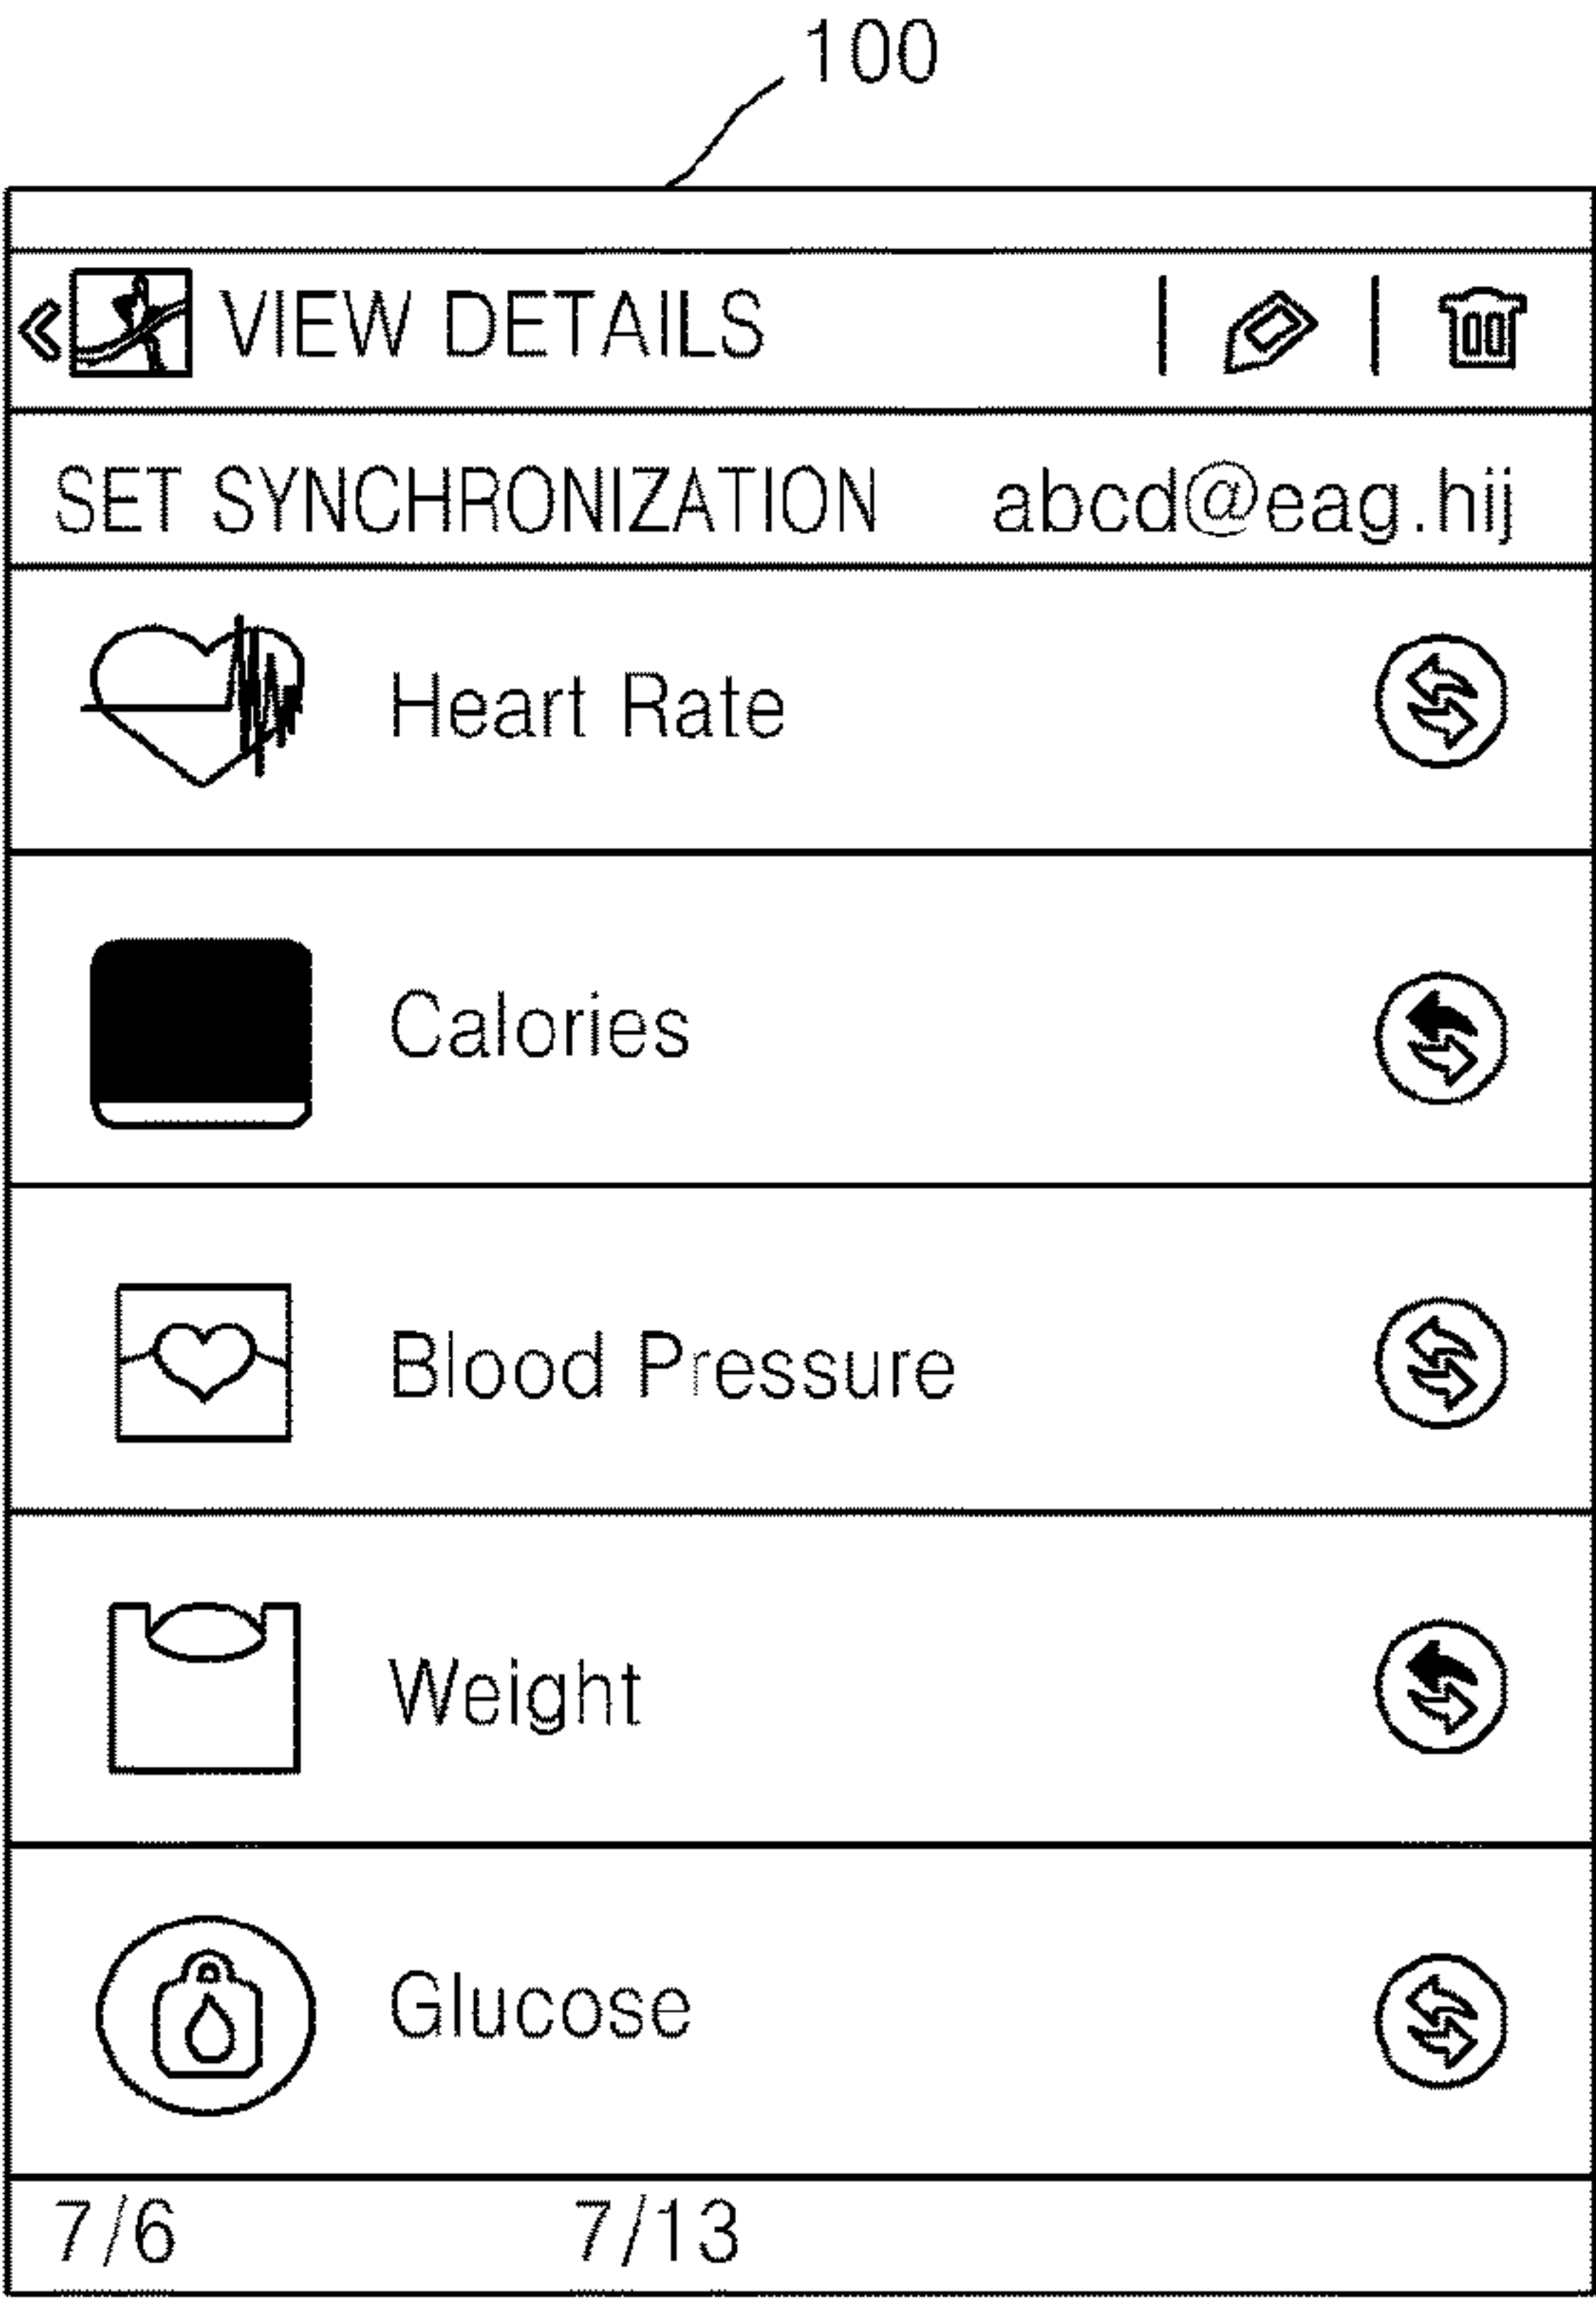 100
VIEW DETAILS
SET SYNCHRONIZATION abcd@eag.hij
Heart Rate
Calories
Blood Pressure
Weight
Glucose
7/6 7/13